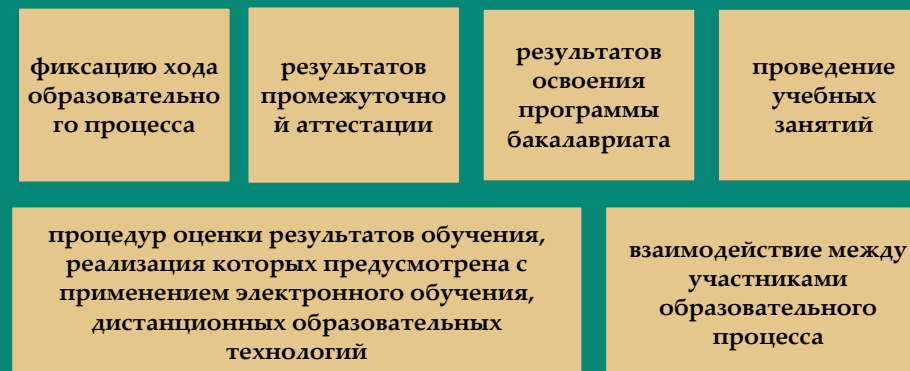 фиксацию хода
образовательно
го процесса
результатов
промежуточно
й аттестации
результатов
освоения
программы
бакалавриата
проведение
учебных
занятий
процедур оценки результатов обучения,
реализация которых предусмотрена с
применением электронного обучения,
дистанционных образовательных
технологий
взаимодействие между
участниками
образовательного
процесса